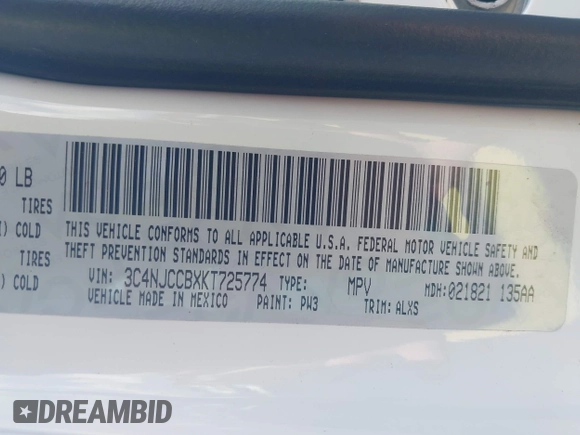 0 LB
TIRES
) COLD
TIRES
) COLD
THIS VEHICLE CONFORMS TO ALL APPLICABLE U.S.A. FEDERAL MOTOR VEHICLE SAFETY AND
THEFT PREVENTION STANDARDS IN EFFECT ON THE DATE OF MANUFACTURE SHOWN ABOVE.
VIN: 3C4NJCCBXKT725774 TYPE: MPV MDH:021821 135AA
VEHICLE MADE IN MEXICO PAINT: PW3 TRIM: ALXS
DREAMBID